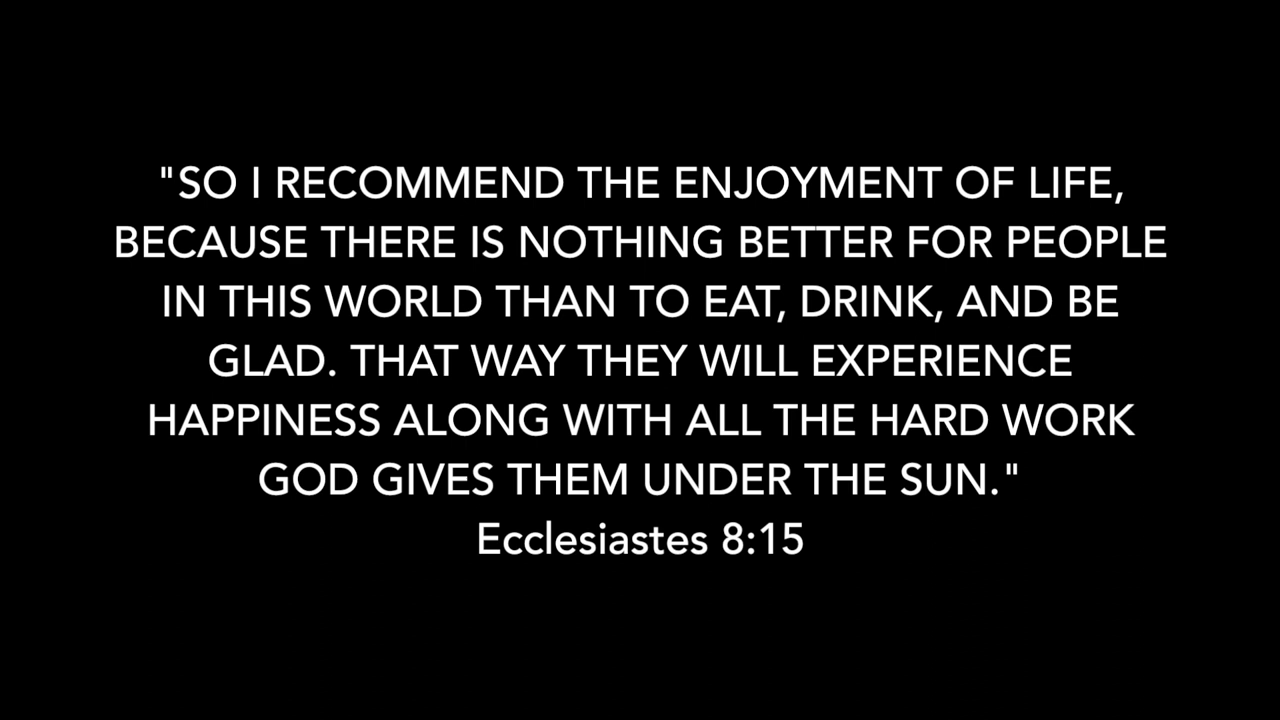 "SO I RECOMMEND THE ENJOYMENT OF LIFE,
BECAUSE THERE IS NOTHING BETTER FOR PEOPLE
IN THIS WORLD THAN TO EAT, DRINK, AND BE
GLAD. THAT WAY THEY WILL EXPERIENCE
HAPPINESS ALONG WITH ALL THE HARD WORK
GOD GIVES THEM UNDER THE SUN."
Ecclesiastes 8:15